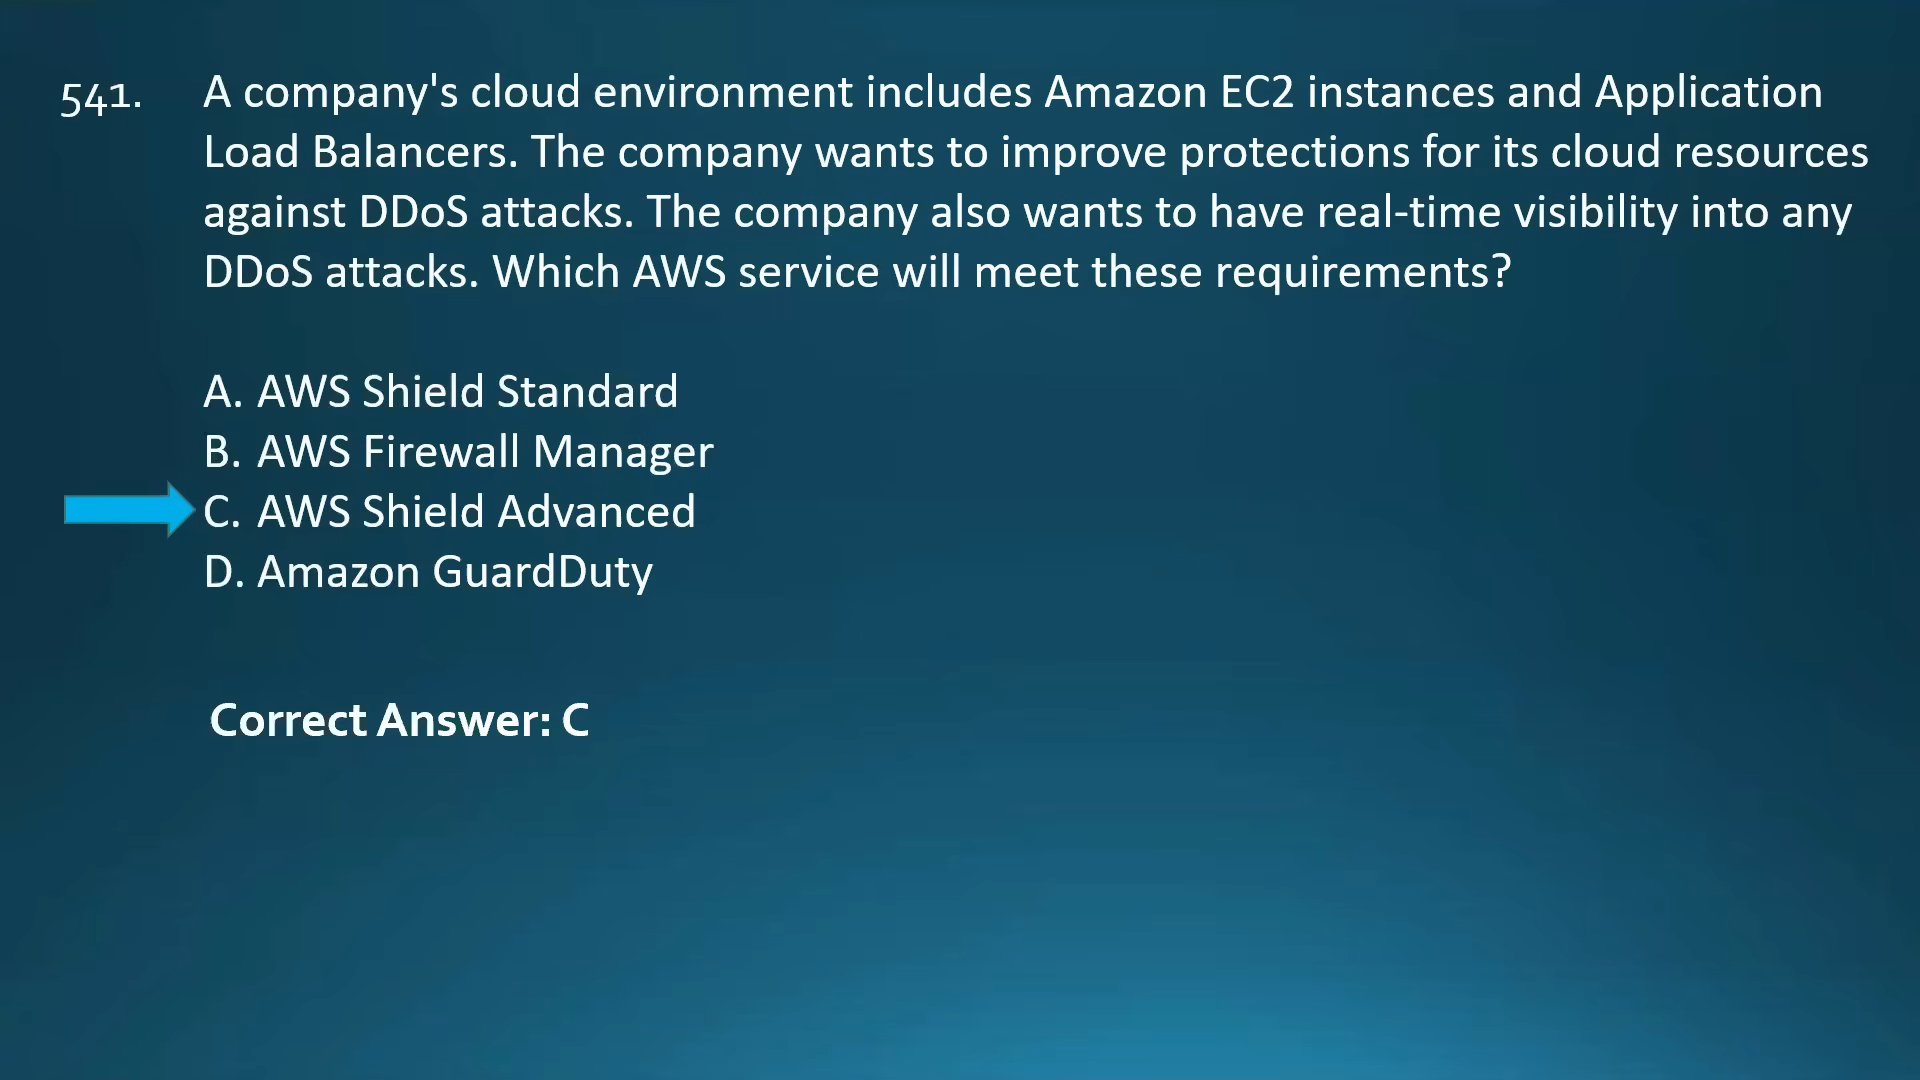 541. A company's cloud environment includes Amazon EC2 instances and Application
Load Balancers. The company wants to improve protections for its cloud resources
against DDoS attacks. The company also wants to have real-time visibility into any
DDoS attacks. Which AWS service will meet these requirements?
A. AWS Shield Standard
B. AWS Firewall Manager
C. AWS Shield Advanced
D. Amazon GuardDuty
Correct Answer: C